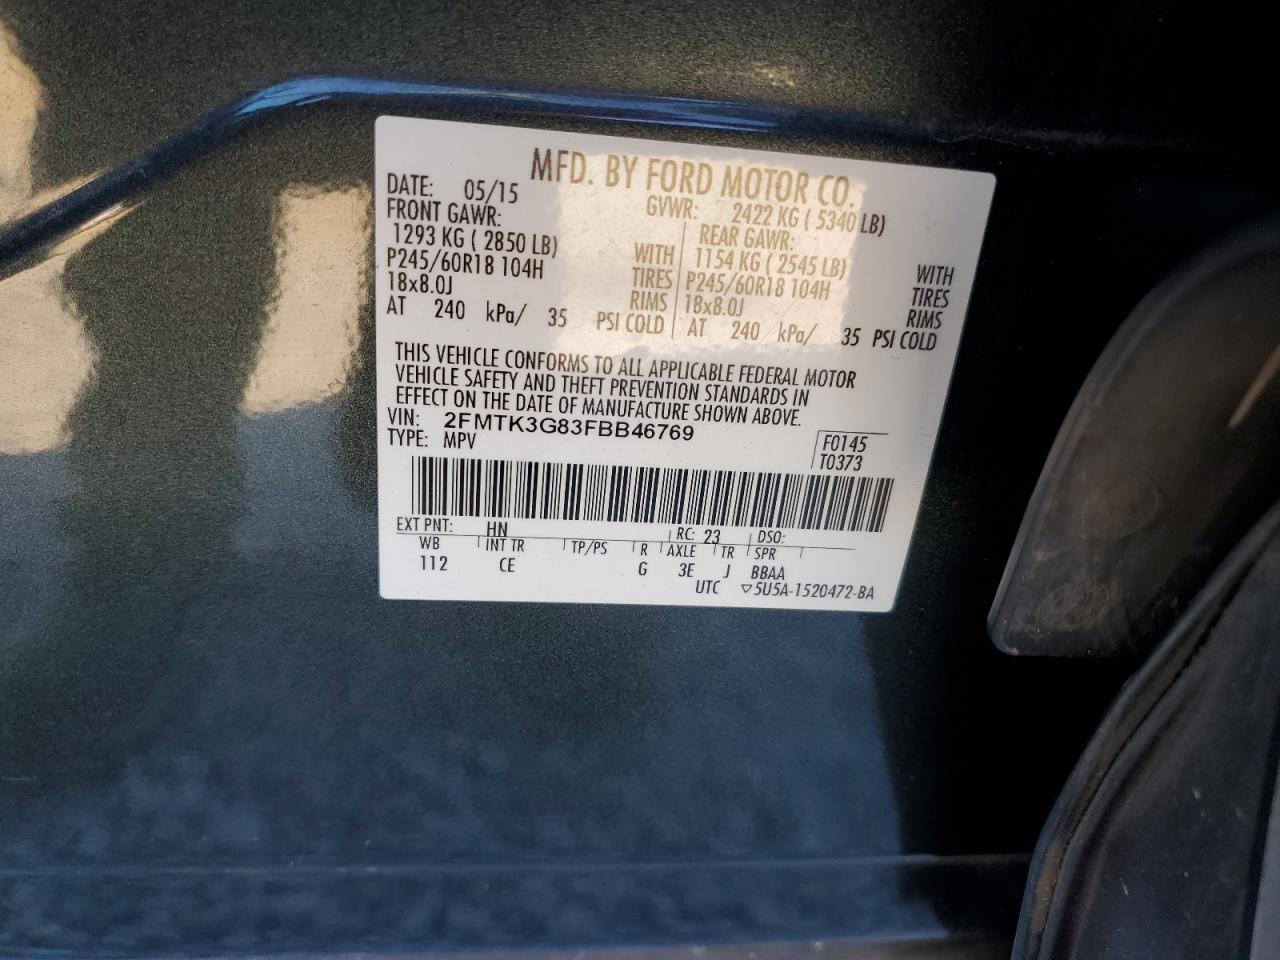 MFD. BY FORD MOTOR CO.
DATE: 05/15 GVWR: 2422 KG ( 5340 LB)
FRONT GAWR: REAR GAWR:
1293 KG ( 2850 LB) WITH 1154 KG ( 2545 LB) WITH
P245/60R18 104H TIRES P245/60R18 104H TIRES
18x8.0J RIMS 18x8.0J RIMS
AT 240 kPa/ 35 PSI COLD AT 240 kPa/ 35 PSI COLD
THIS VEHICLE CONFORMS TO ALL APPLICABLE FEDERAL MOTOR
VEHICLE SAFETY AND THEFT PREVENTION STANDARDS IN
EFFECT ON THE DATE OF MANUFACTURE SHOWN ABOVE.
VIN: 2FMTK3G83FBB46769
TYPE: MPV
F0145
T0373
EXT PNT: HN RC: 23 DSO:
WB INT TR TP/PS R AXLE TR SPR
112 CE G 3E J BBAA
UTC ▽5U5A-1520472-BA